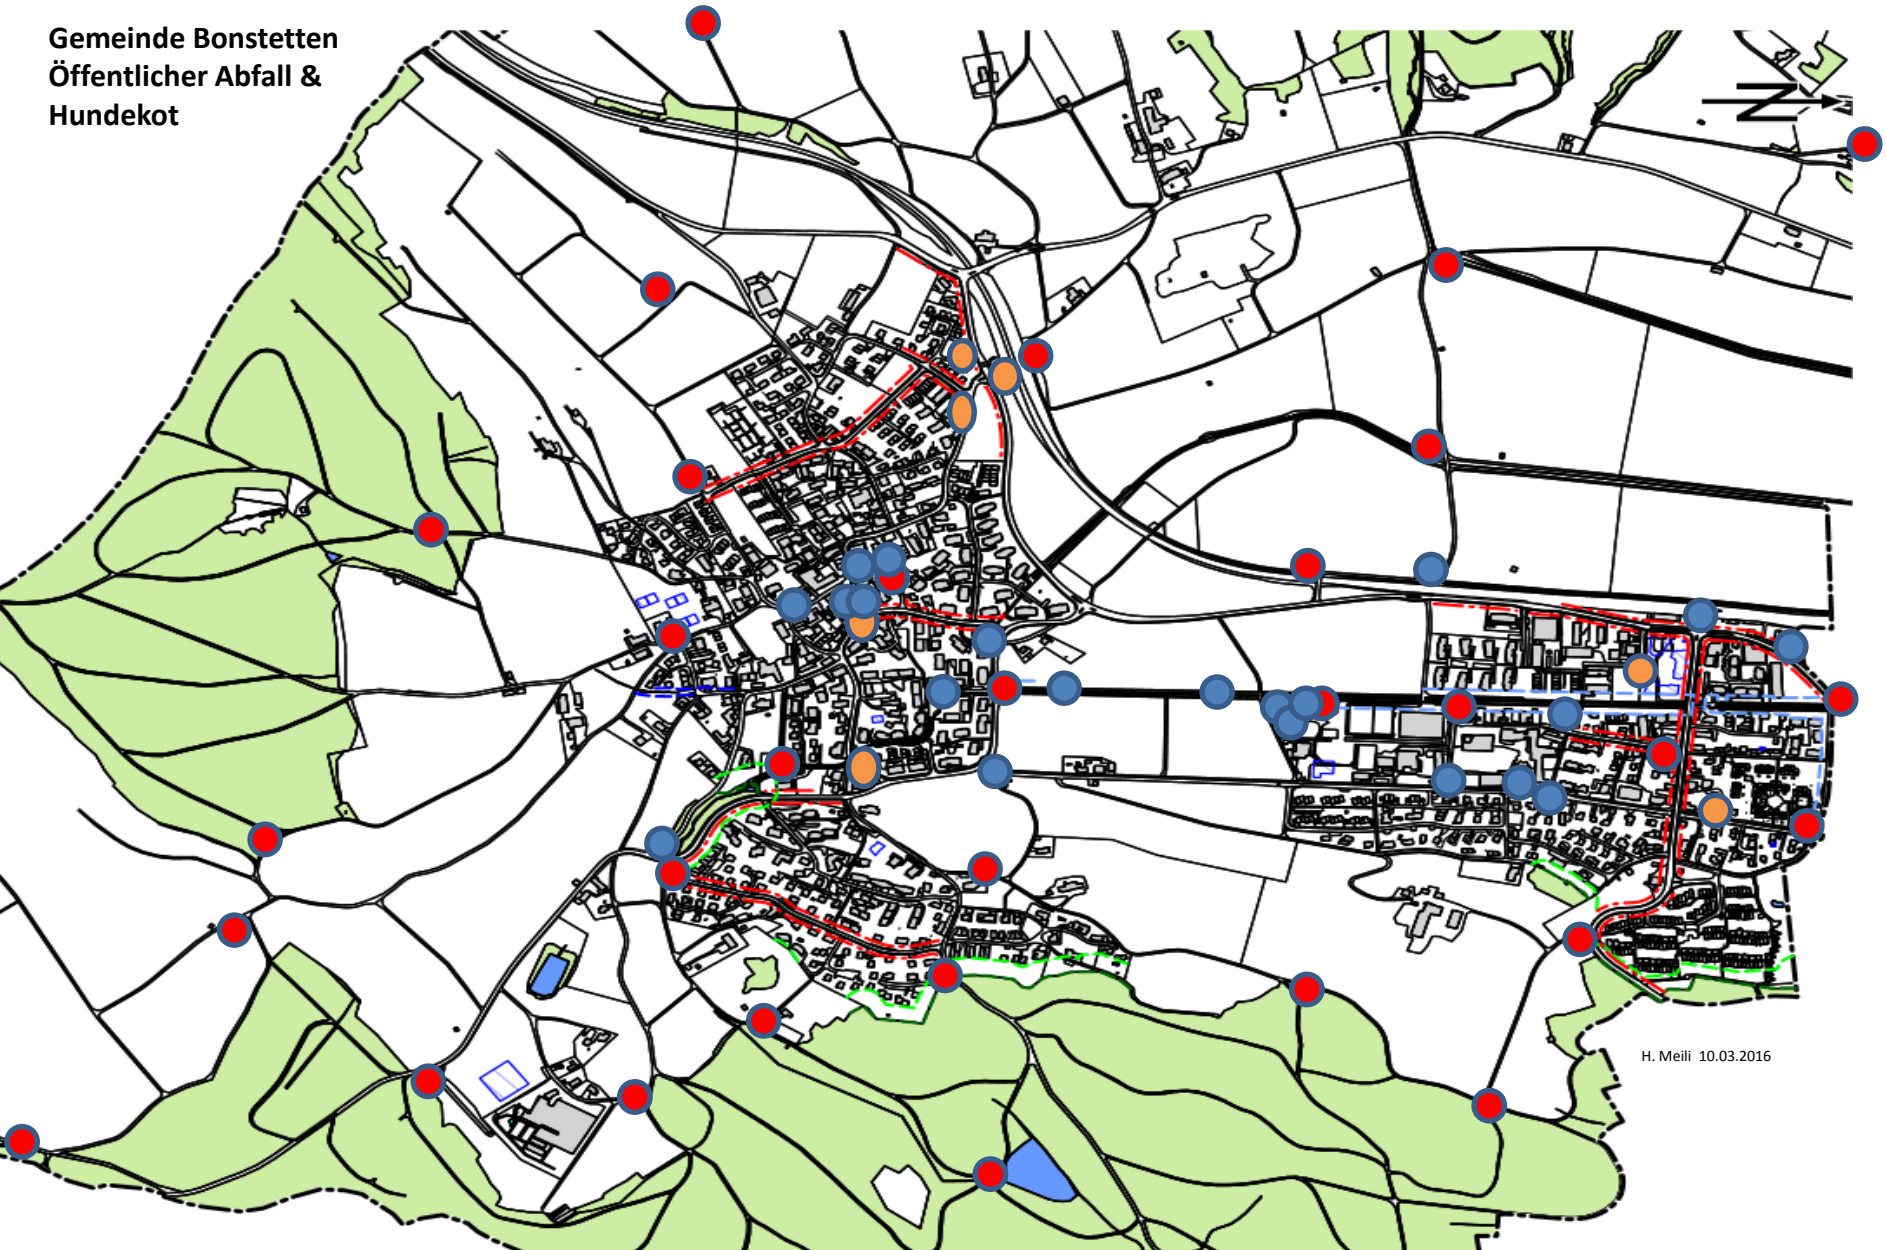 Gemeinde Bonstetten
Öffentlicher Abfall &
Hundekot
N
H. Meili 10.03.2016